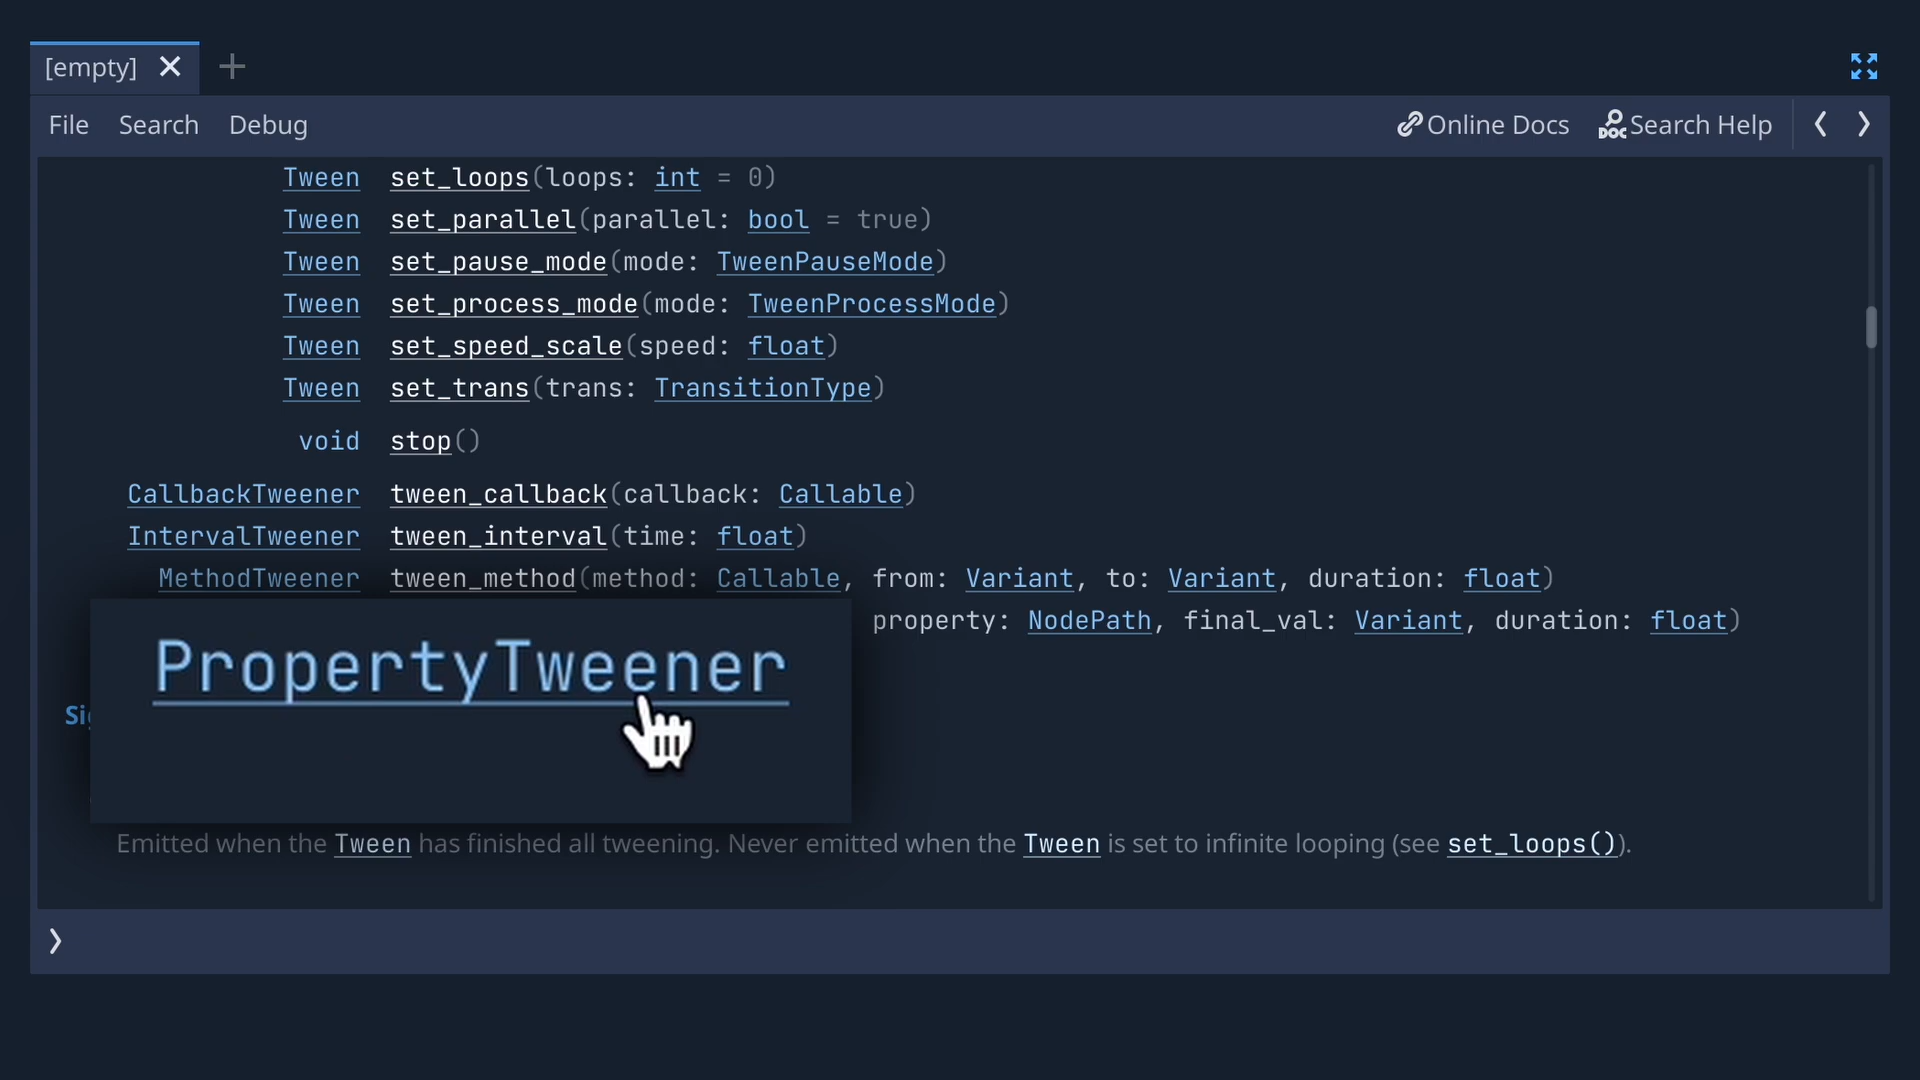 [empty]
File Search Debug Online Docs Search Help
Tween set_loops(loops: int = 0)
Tween set_parallel(parallel: bool = true)
Tween set_pause_mode(mode: TweenPauseMode)
Tween set_process_mode(mode: TweenProcessMode)
Tween set_speed_scale(speed: float)
Tween set_trans(trans: TransitionType)
void stop()
CallbackTweener tween_callback(callback: Callable)
IntervalTweener tween_interval(time: float)
MethodTweener tween_method(method: Callable, from: Variant, to: Variant, duration: float)
property: NodePath, final_val: Variant, duration: float)
PropertyTweener
Emitted when the Tween has finished all tweening. Never emitted when the Tween is set to infinite looping (see set_loops()).